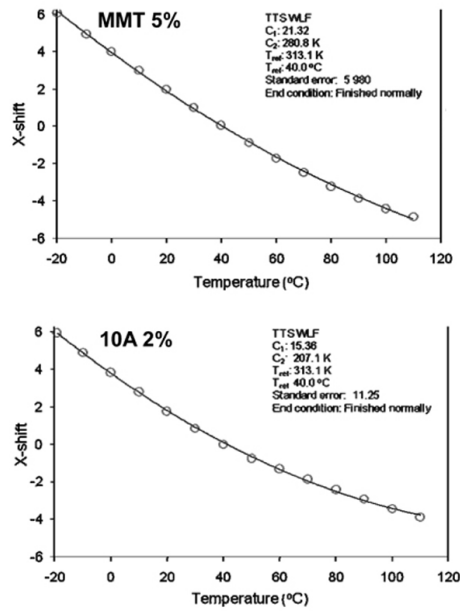 MMT 5%
TTS WLF
C₁: 21.32
C₂: 280.8 K
Tref: 313.1 K
Tref: 40.0 ºC
Standard error: 5 980
End condition: Finished normally
X-shift
6
4
2
0
-2
-4
-6
-20 0 20 40 60 80 100 120
Temperature (ºC)
10A 2%
TTS WLF
C₁: 15.36
C₂: 207.1 K
Tref: 313.1 K
Tref 40.0 ºC
Standard error: 11.25
End condition: Finished normally
X-shift
6
4
2
0
-2
-4
-6
-20 0 20 40 60 80 100 120
Temperature (ºC)